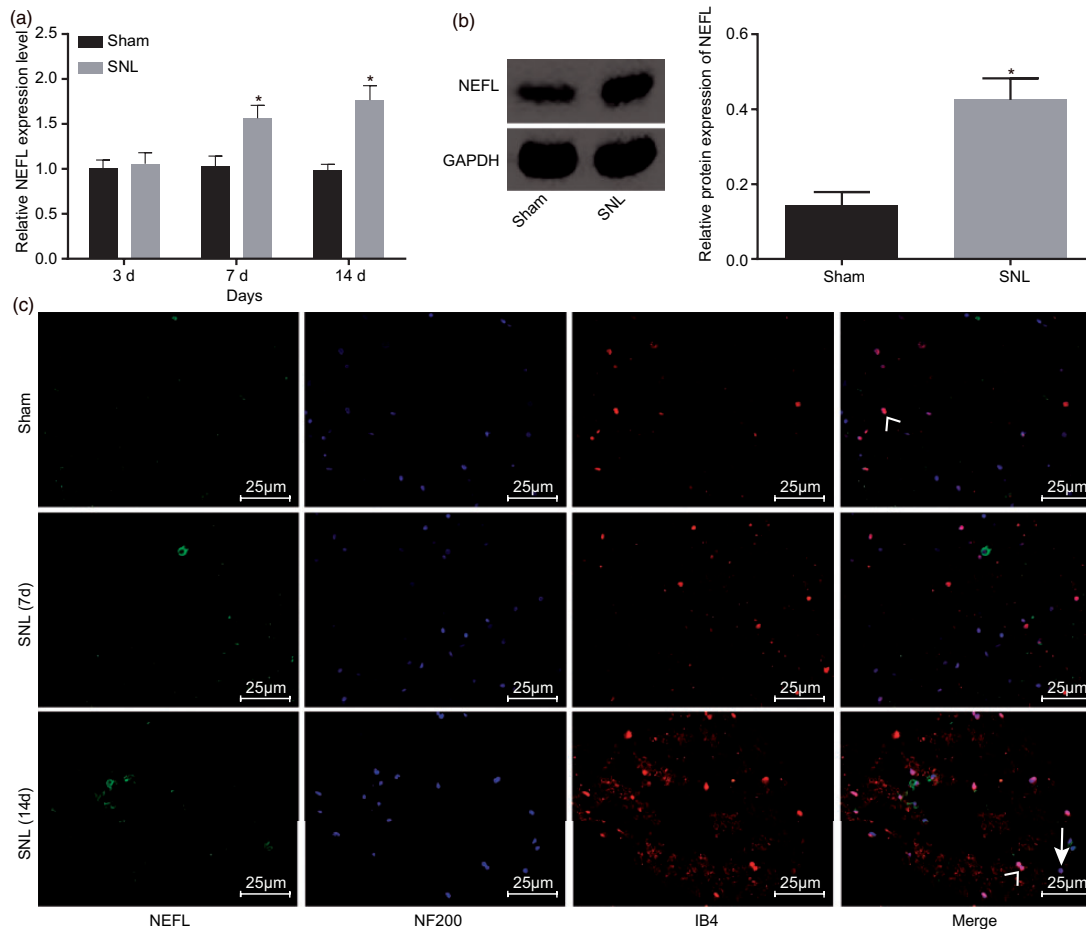 (a)
Relative NEFL expression level
2.5
2.0
1.5
1.0
0.5
0.0
Sham
SNL
*
*
3 d
7 d
14 d
Days
(b)
NEFL
GAPDH
Sham
SNL
Relative protein expression of NEFL
0.6
0.4
0.2
0.0
*
Sham
SNL
(c)
Sham
25μm
25μm
25μm
25μm
SNL (7d)
25μm
25μm
25μm
25μm
SNL (14d)
25μm
25μm
25μm
25μm
NEFL
NF200
IB4
Merge